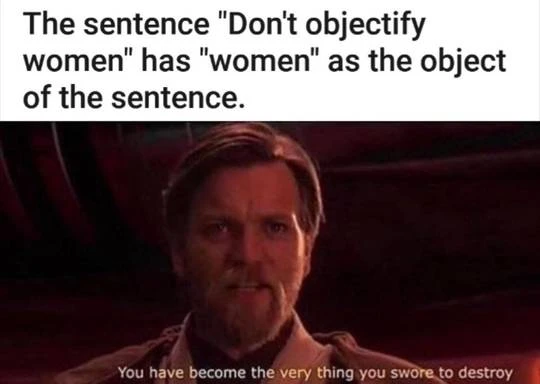 The sentence "Don't objectify
women" has "women" as the object
of the sentence.
You have become the very thing you swore to destroy